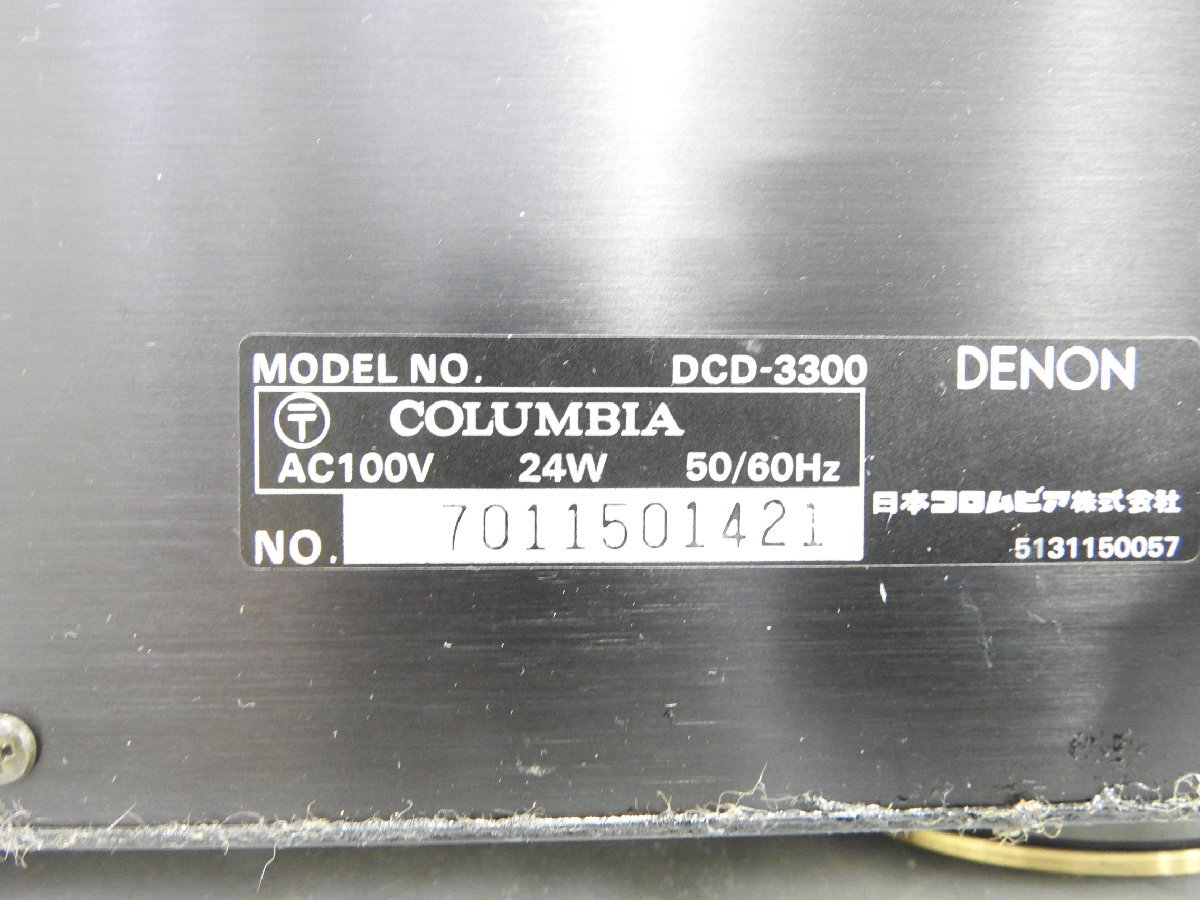 MODEL NO. DCD-3300 DENON
〒 COLUMBIA
AC100V 24W 50/60Hz
NO. 7011501421
日本コロムビア株式会社
5131150057